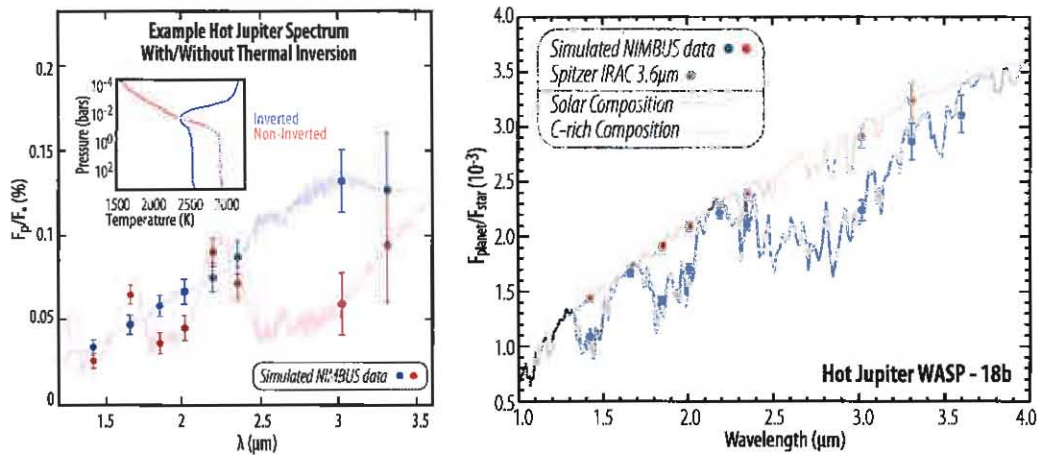 Example Hot Jupiter Spectrum
With/Without Thermal Inversion
0.2
0.15
0.1
0.05
0
F_p/F_* (%)
1.5
2
2.5
3
3.5
λ (μm)
Pressure (bars)
10⁻⁴
10⁻²
10⁰
10²
1500 2000 2500 3000
Temperature (K)
Inverted
Non-Inverted
Simulated NIMBUS data
F_planet/F_star (10⁻³)
4.0
3.5
3.0
2.5
2.0
1.5
1.0
0.5
Simulated NIMBUS data
Spitzer IRAC 3.6μm
Solar Composition
C-rich Composition
Hot Jupiter WASP - 18b
1.0 1.5 2.0 2.5 3.0 3.5 4.0
Wavelength (μm)